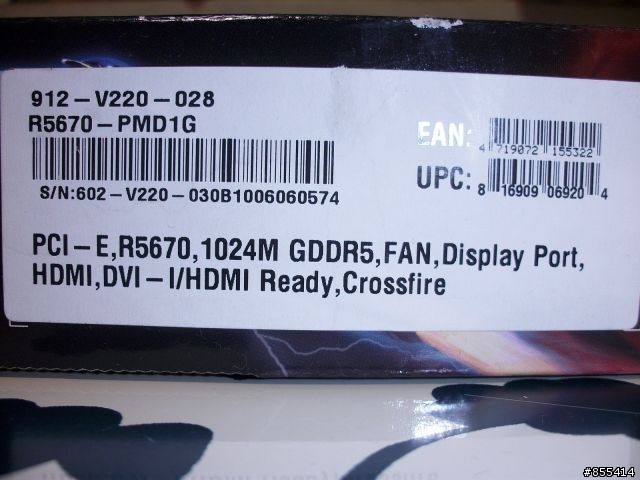 912-V220-028
R5670-PMD1G
S/N:602-V220-030B1006060574
EAN:
4 719072 155322
UPC:
8 16909 06920 4
PCI-E,R5670,1024M GDDR5,FAN,Display Port,
HDMI,DVI-I/HDMI Ready,Crossfire
#855414